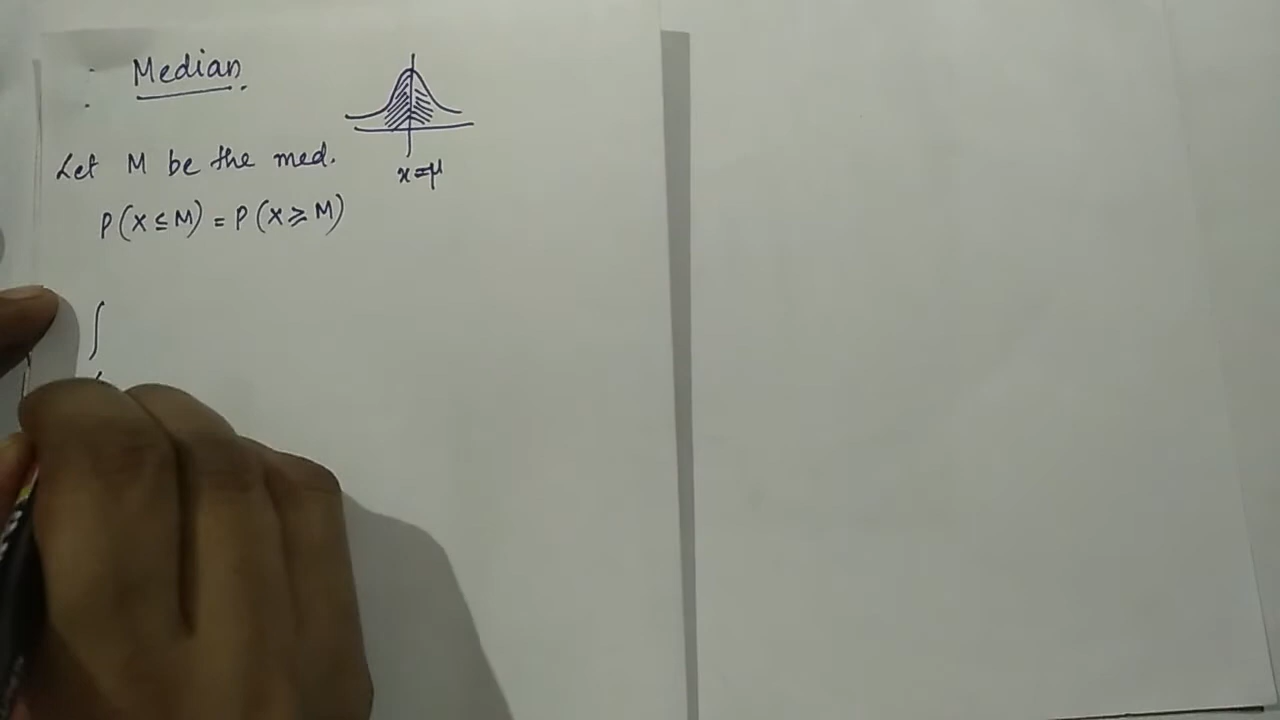 Median.
x=μ
Let M be the med.
P(X≤M) = P(X≥M)
∫